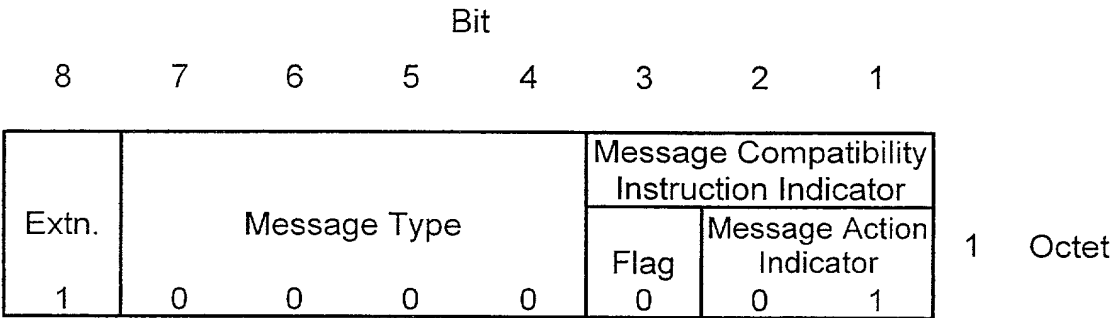 Bit
8 7 6 5 4 3 2 1
Message Compatibility
Instruction Indicator
Extn. Message Type
Flag
Message Action
Indicator
1 0 0 0 0 0 0 1
1 Octet